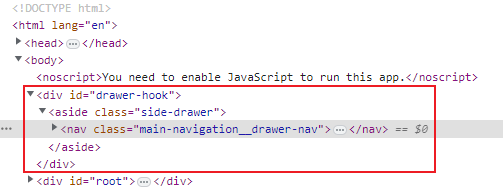 <!DOCTYPE html>
<html lang="en">
▶<head>…</head>
▼<body>
<noscript>You need to enable JavaScript to run this app.</noscript>
▼<div id="drawer-hook">
▼<aside class="side-drawer">
… ▶<nav class="main-navigation__drawer-nav">…</nav> == $0
</aside>
</div>
▶<div id="root">…</div>